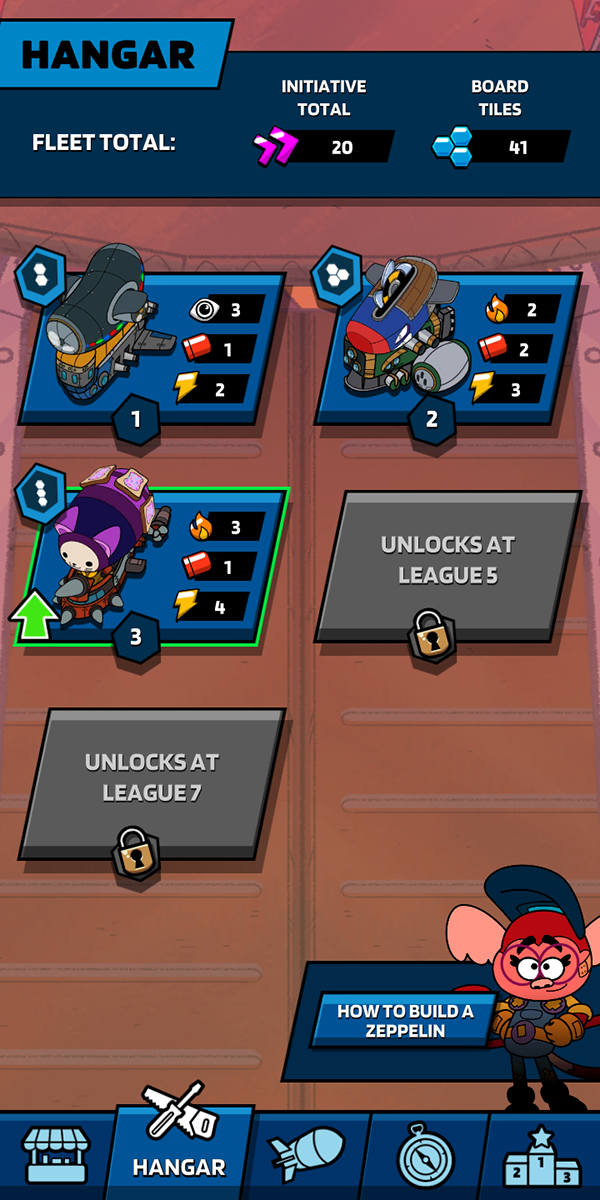 HANGAR
INITIATIVE
TOTAL
BOARD
TILES
FLEET TOTAL:
20
41
3
1
2
1
2
2
3
2
3
1
4
3
UNLOCKS AT
LEAGUE 5
UNLOCKS AT
LEAGUE 7
HOW TO BUILD A
ZEPPELIN
HANGAR
2
1
3